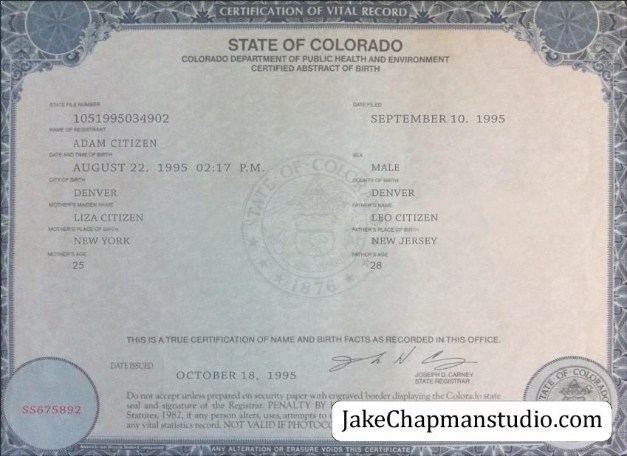 CERTIFICATION OF VITAL RECORD
STATE OF COLORADO
COLORADO DEPARTMENT OF PUBLIC HEALTH AND ENVIRONMENT
CERTIFIED ABSTRACT OF BIRTH
STATE FILE NUMBER
DATE FILED
1051995034902
SEPTEMBER 10. 1995
NAME OF REGISTRANT
ADAM CITIZEN
DATE AND TIME OF BIRTH
SEX
AUGUST 22. 1995 02:17 P.M.
MALE
CITY OF BIRTH
COUNTY OF BIRTH
DENVER
DENVER
MOTHER'S MAIDEN NAME
FATHER'S NAME
LIZA CITIZEN
LEO CITIZEN
MOTHER'S PLACE OF BIRTH
FATHER'S PLACE OF BIRTH
NEW YORK
NEW JERSEY
MOTHER'S AGE
FATHER'S AGE
25
28
STATE OF COLORADO
1876
THIS IS A TRUE CERTIFICATION OF NAME AND BIRTH FACTS AS RECORDED IN THIS OFFICE.
DATE ISSUED
OCTOBER 18, 1995
JOSEPH D. CARNEY
STATE REGISTRAR
SS675892
Do not accept unless prepared on security paper with engraved border displaying the Colorado state
seal and signature of the Registrar. PENALTY BY
Statutes, 1982, if any person alters, uses, attempts to
any vital statistics record. NOT VALID IF PHOTOCO
STATE OF COLORADO
JakeChapmanstudio.com
ANY ALTERATION OR ERASURE VOIDS THIS CERTIFICATE